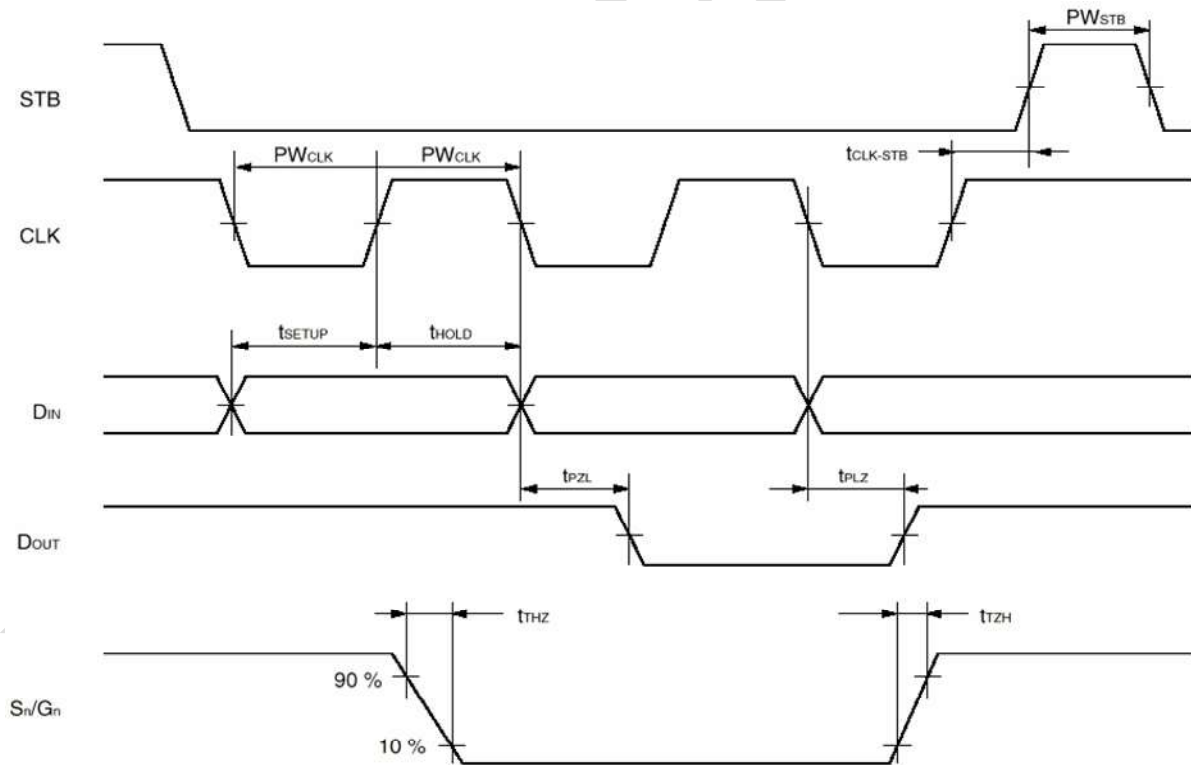 PWSTB
STB
tCLK-STB
PWCLK PWCLK
CLK
tSETUP tHOLD
DIN
tPZL tPLZ
DOUT
tTHZ tTZH
90 %
Sn/Gn
10 %